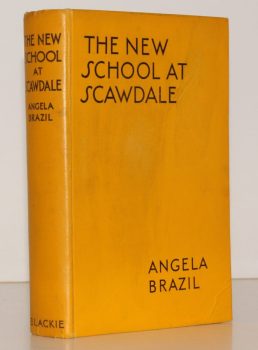 THE NEW
SCHOOL
AT
SCAWDALE
ANGELA
BRAZIL
BLACKIE
THE NEW
SCHOOL AT
SCAWDALE
ANGELA
BRAZIL